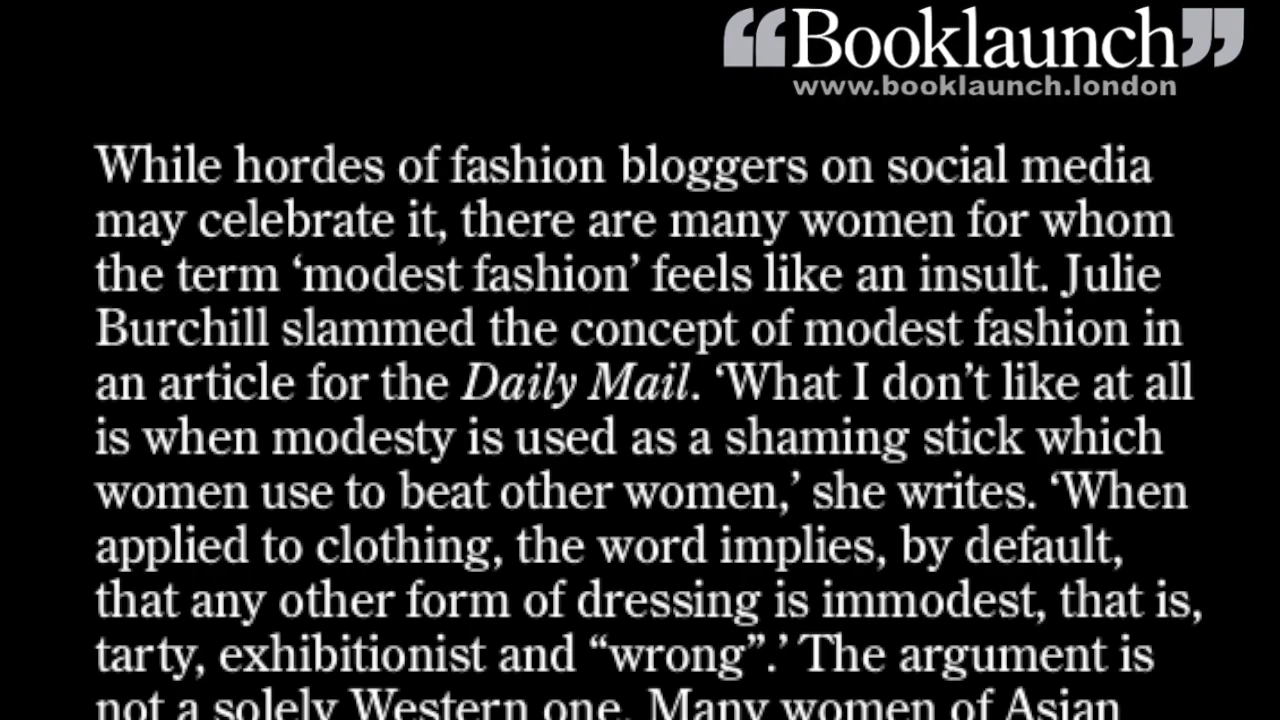 “Booklaunch”
www.booklaunch.london
While hordes of fashion bloggers on social media
may celebrate it, there are many women for whom
the term ‘modest fashion’ feels like an insult. Julie
Burchill slammed the concept of modest fashion in
an article for the Daily Mail. ‘What I don’t like at all
is when modesty is used as a shaming stick which
women use to beat other women,’ she writes. ‘When
applied to clothing, the word implies, by default,
that any other form of dressing is immodest, that is,
tarty, exhibitionist and “wrong”.’ The argument is
not a solely Western one. Many women of Asian